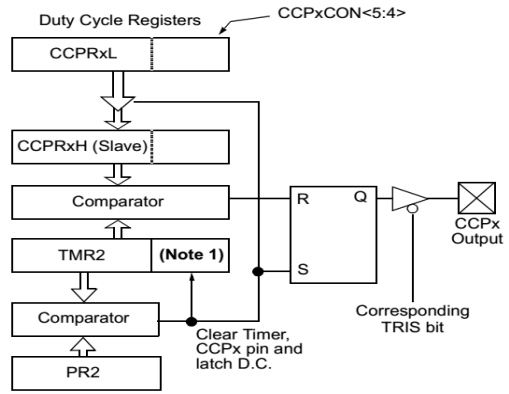 Duty Cycle Registers
CCPxCON<5:4>
CCPRxL
CCPRxH (Slave)
Comparator
R
Q
CCPx
Output
TMR2
(Note 1)
S
Comparator
Clear Timer,
CCPx pin and
latch D.C.
Corresponding
TRIS bit
PR2